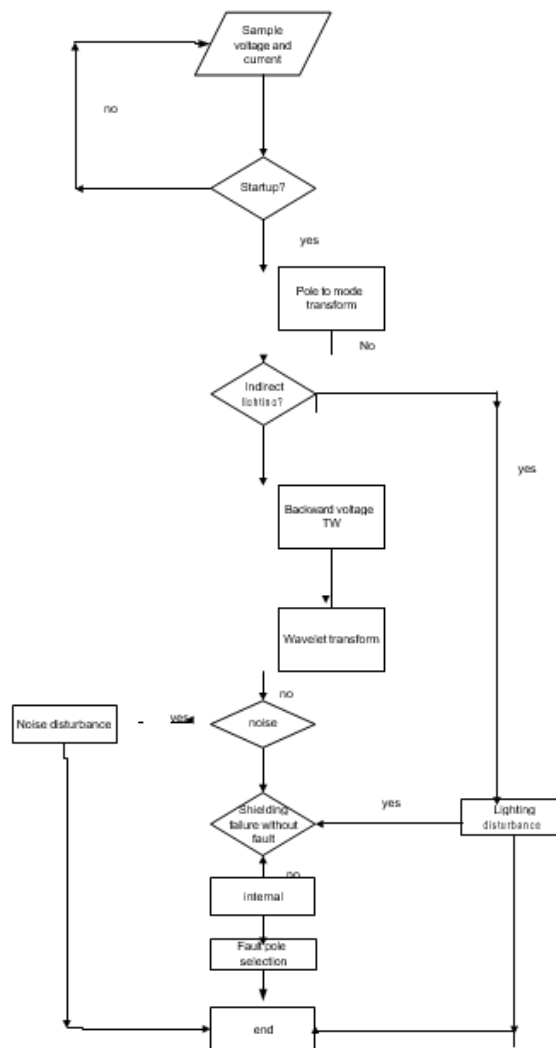 Sample
voltage and
current
no
Startup?
yes
Pole to mode
transform
No
Indirect
lighting?
yes
Backward voltage
TW
Wavelet transform
no
Noise disturbance
yes
noise
Shielding
failure without
fault
yes
Lighting
disturbance
no
internal
Fault pole
selection
end